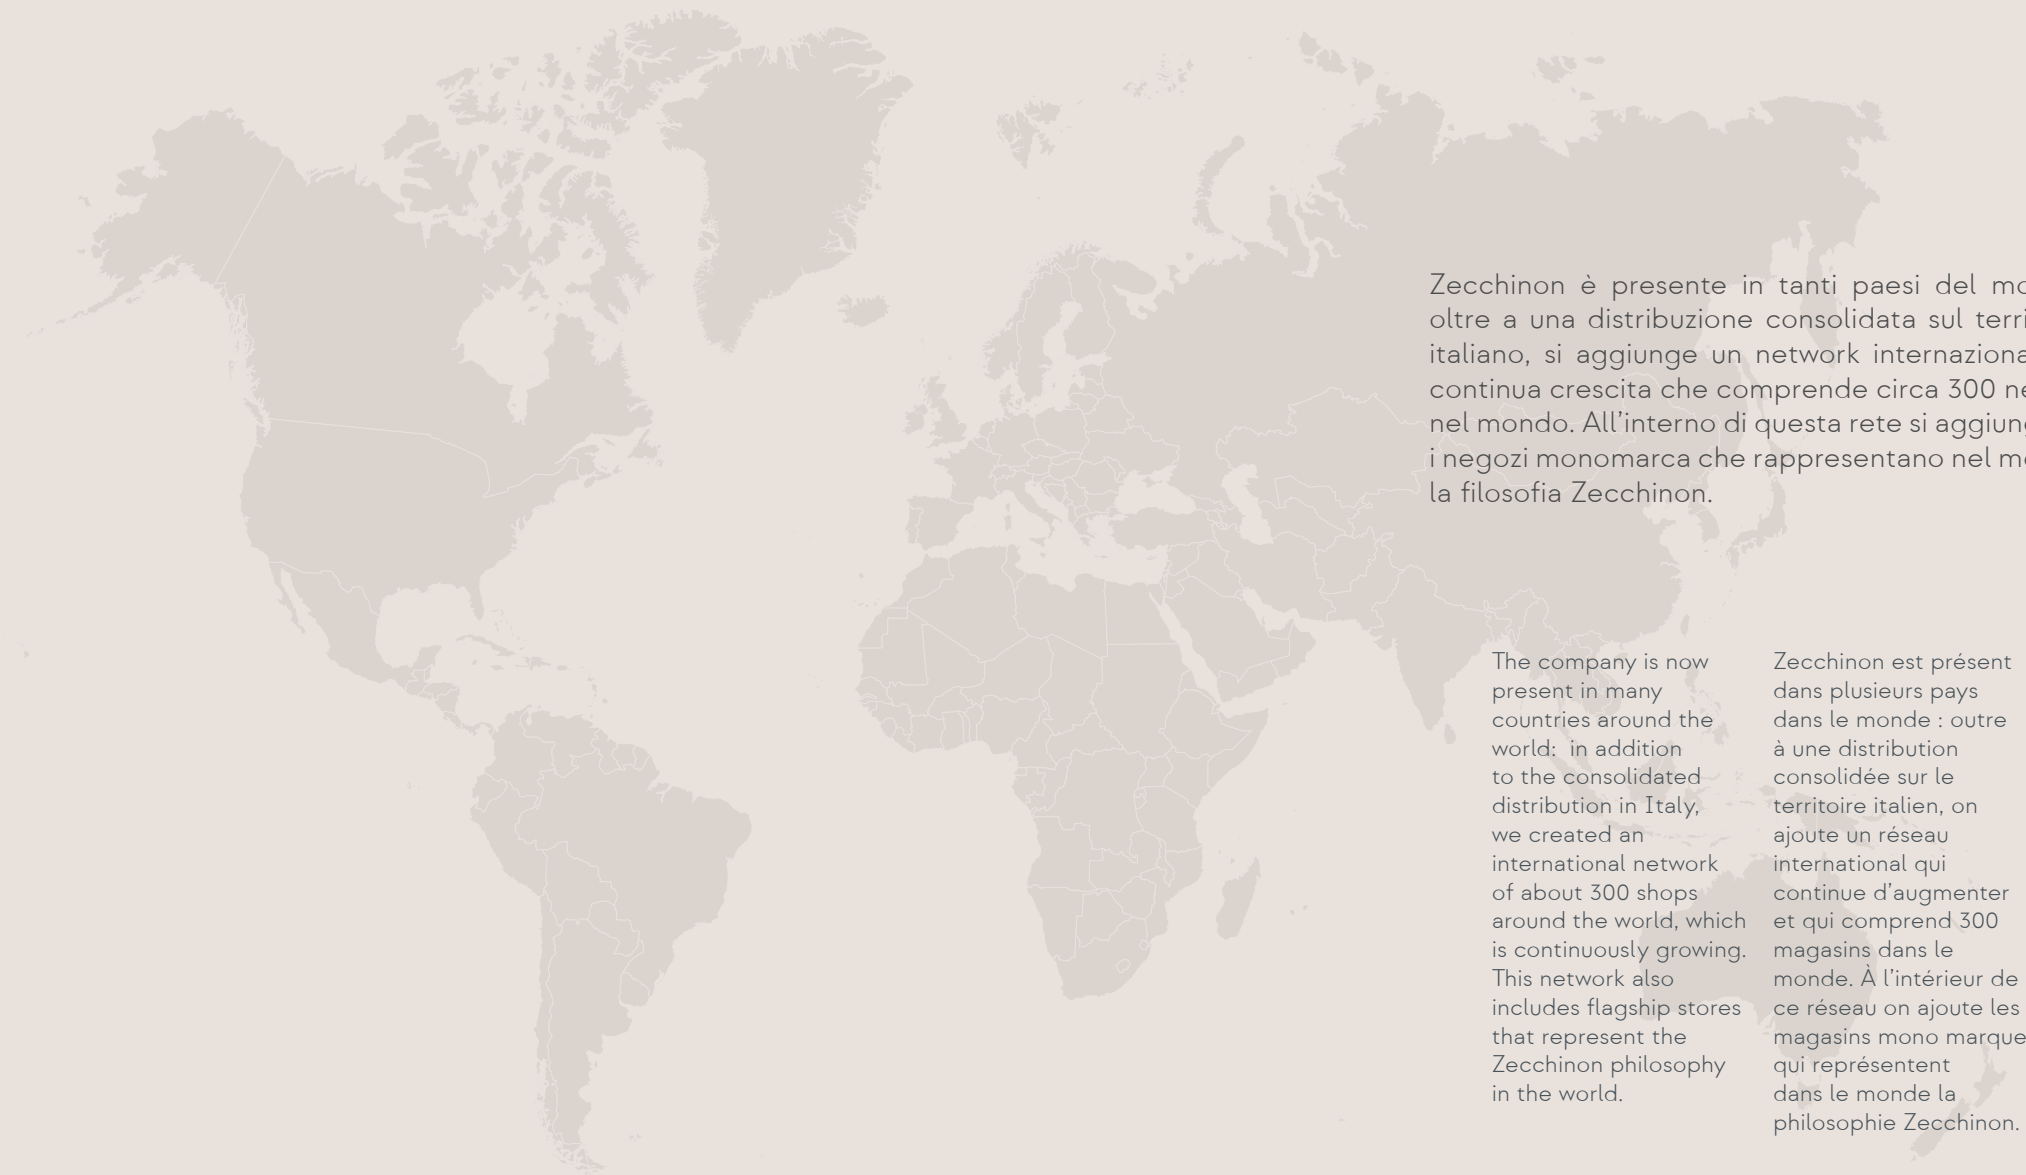 Zecchinon è presente in tanti paesi del
oltre a una distribuzione consolidata sul
italiano, si aggiunge un network
continua crescita che comprende circa 300
nel mondo. All’interno di questa rete si
i negozi monomarca che rappresentano nel
la filosofia Zecchinon.
The company is now
present in many
countries around the
world:  in addition
to the consolidated
distribution in Italy,
we created an
international network
of about 300 shops
around the world, which
is continuously growing.
This network also
includes flagship stores
that represent the
Zecchinon philosophy
in the world.
Zecchinon est présent
dans plusieurs pays
dans le monde : outre
à une distribution
consolidée sur le
territoire italien, on
ajoute un réseau
international qui
continue d’augmenter
et qui comprend 300
magasins dans le
monde. À l’intérieur de
ce réseau on ajoute les
magasins mono marque
qui représentent
dans le monde la
philosophie Zecchinon.